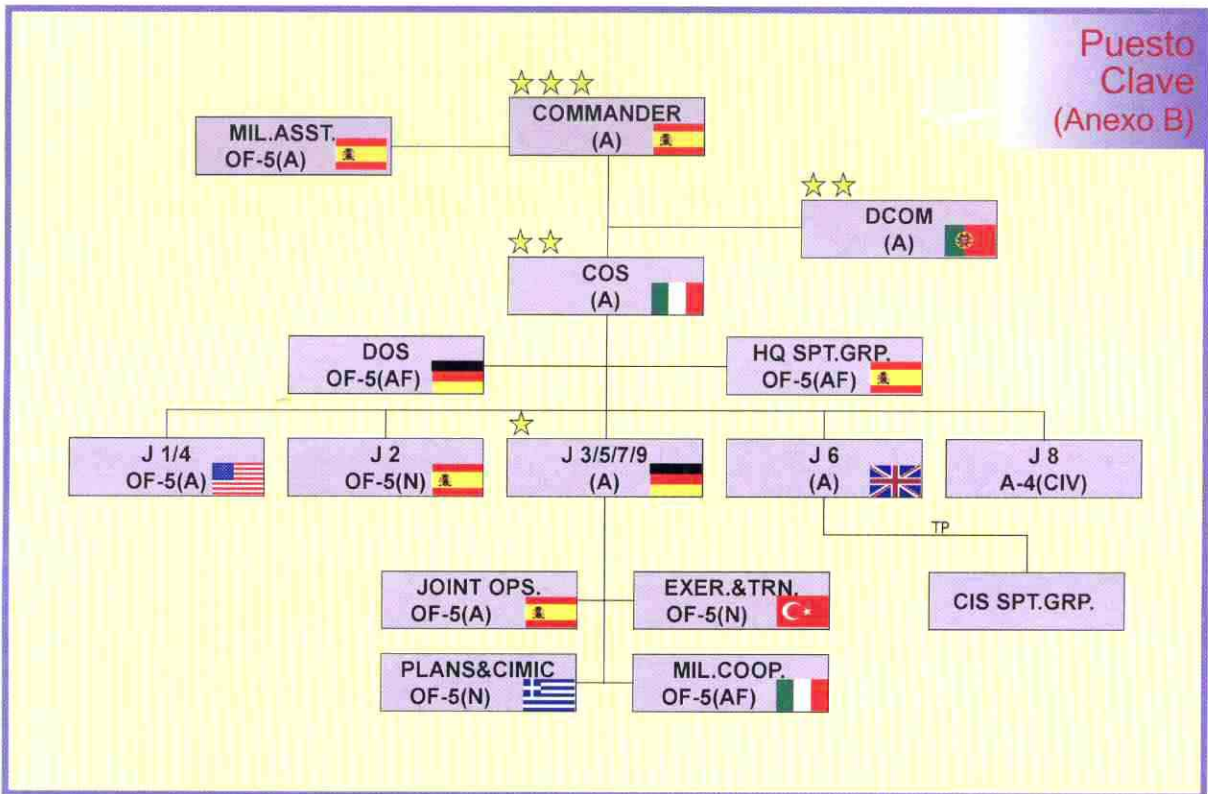 Puesto
Clave
(Anexo B)
COMMANDER
(A)
MIL.ASST.
OF-5(A)
DCOM
(A)
COS
(A)
DOS
OF-5(AF)
HQ SPT.GRP.
OF-5(AF)
J 1/4
OF-5(A)
J 2
OF-5(N)
J 3/5/7/9
(A)
J 6
(A)
J 8
A-4(CIV)
TP
JOINT OPS.
OF-5(A)
EXER.&TRN.
OF-5(N)
CIS SPT.GRP.
PLANS&CIMIC
OF-5(N)
MIL.COOP.
OF-5(AF)